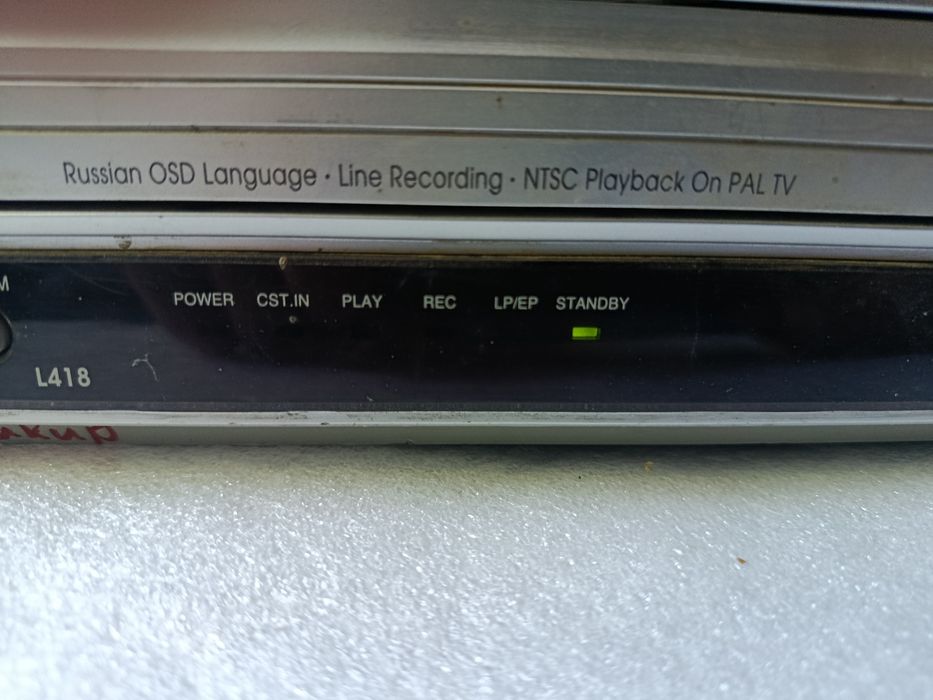 Russian OSD Language · Line Recording · NTSC Playback On PAL TV
M
POWER CST.IN PLAY REC LP/EP STANDBY
L418